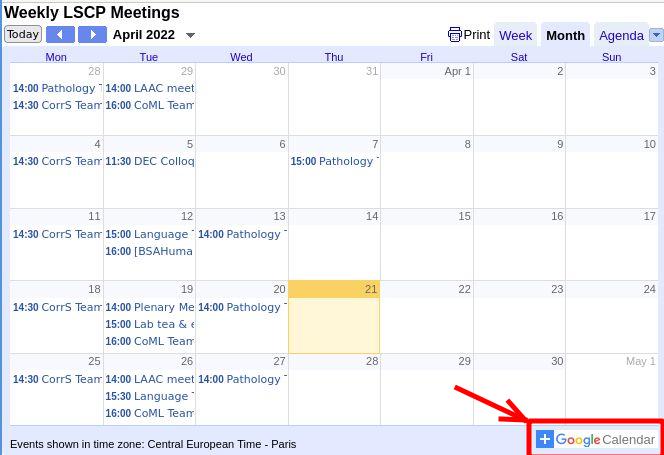 Weekly LSCP Meetings
Today April 2022 Print Week Month Agenda
Mon Tue Wed Thu Fri Sat Sun
28 29 30 31 Apr 1 2 3
14:00 Pathology T 14:00 LAAC meet
14:30 CorrS Team 16:00 CoML Team
4 5 6 7 8 9 10
14:30 CorrS Team 11:30 DEC Colloq 15:00 Pathology T
11 12 13 14 15 16 17
14:30 CorrS Team 15:00 Language T 14:00 Pathology T
16:00 [BSAHuma
18 19 20 21 22 23 24
14:30 CorrS Team 14:00 Plenary Me 14:00 Pathology T
15:00 Lab tea & e
16:00 CoML Team
25 26 27 28 29 30 May 1
14:30 CorrS Team 14:00 LAAC meet 14:00 Pathology T
15:30 Language T
16:00 CoML Team
Events shown in time zone: Central European Time - Paris
Google Calendar